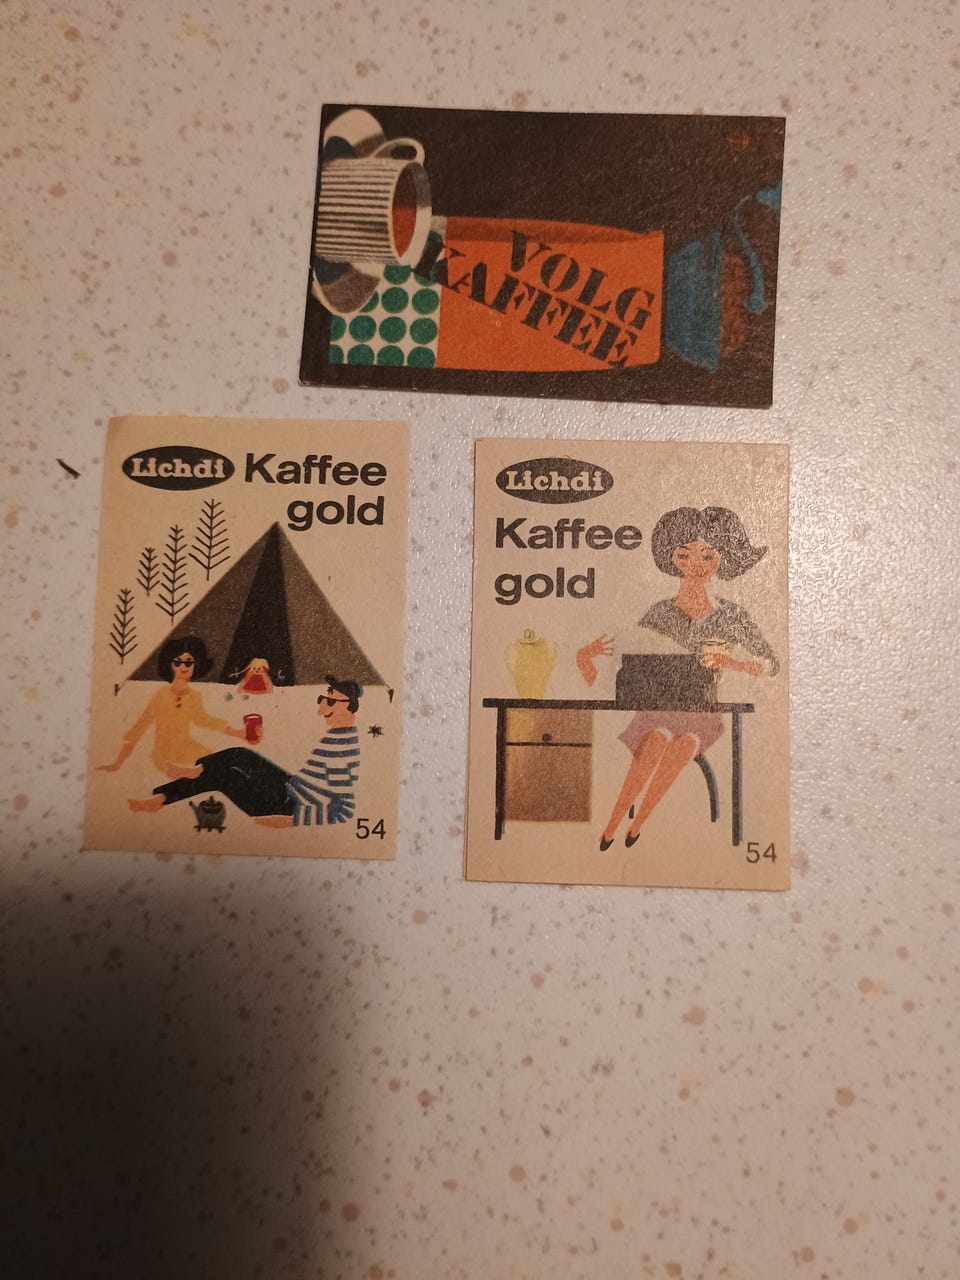 VOLG
KAFFEE
Lichdi Kaffee
gold
54
Lichdi
Kaffee
gold
54